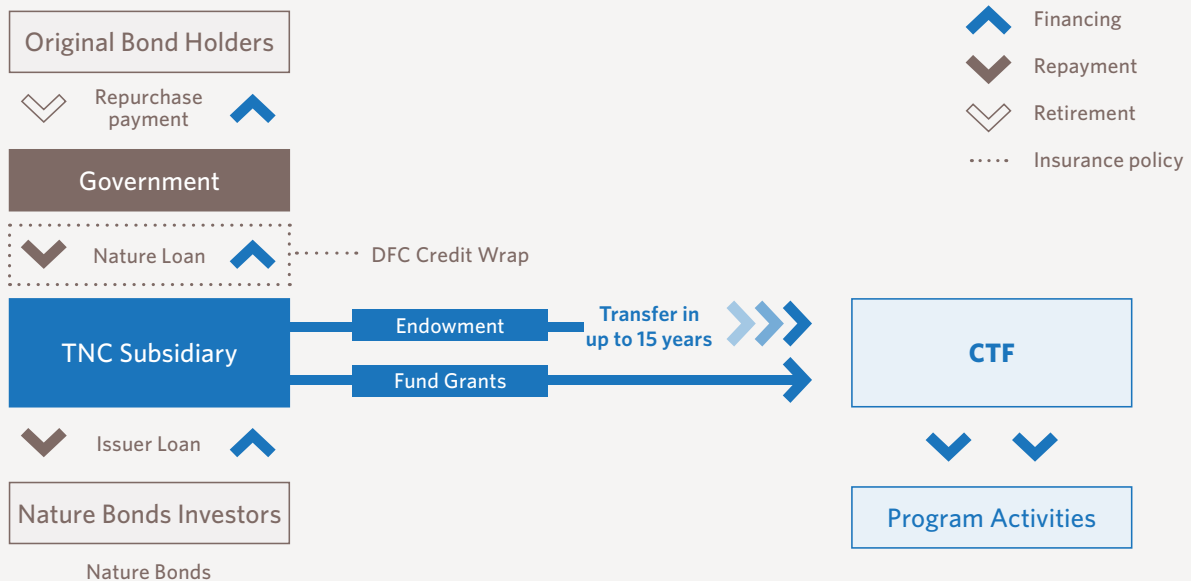 Original Bond Holders
Repurchase
payment
Government
Nature Loan
DFC Credit Wrap
TNC Subsidiary
Endowment
Transfer in
up to 15 years
Fund Grants
CTF
Issuer Loan
Nature Bonds Investors
Program Activities
Nature Bonds
Financing
Repayment
Retirement
Insurance policy